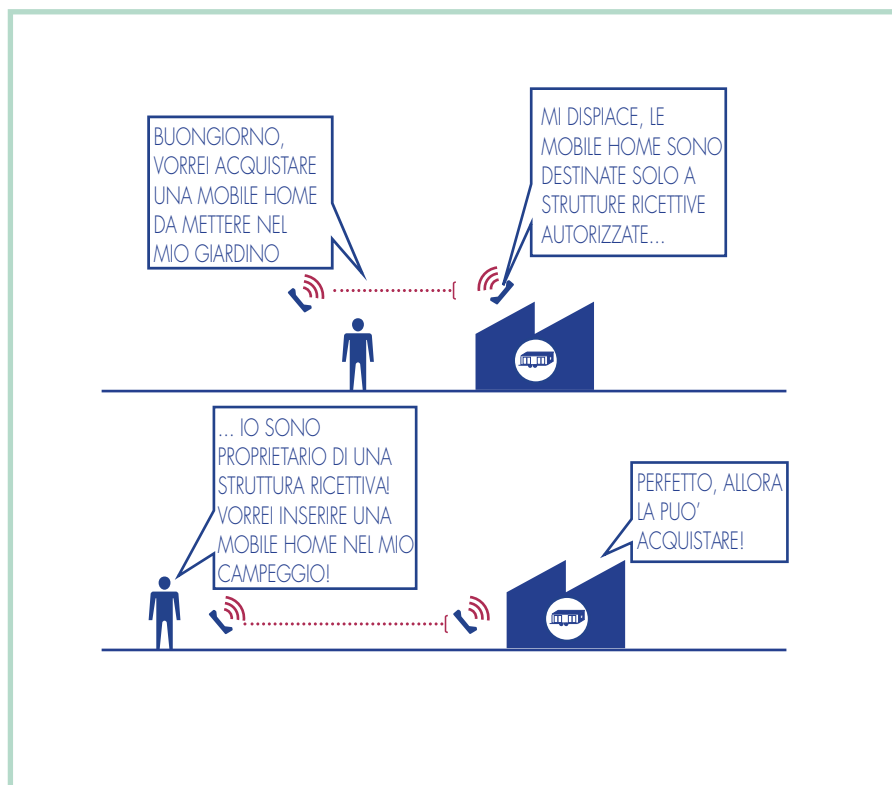 BUONGIORNO,
VORREI ACQUISTARE
UNA MOBILE HOME
DA METTERE NEL
MIO GIARDINO
MI DISPIACE, LE
MOBILE HOME SONO
DESTINATE SOLO A
STRUTTURE RICETTIVE
AUTORIZZATE...
... IO SONO
PROPRIETARIO DI UNA
STRUTTURA RICETTIVA!
VORREI INSERIRE UNA
MOBILE HOME NEL MIO
CAMPEGGIO!
PERFETTO, ALLORA
LA PUO'
ACQUISTARE!